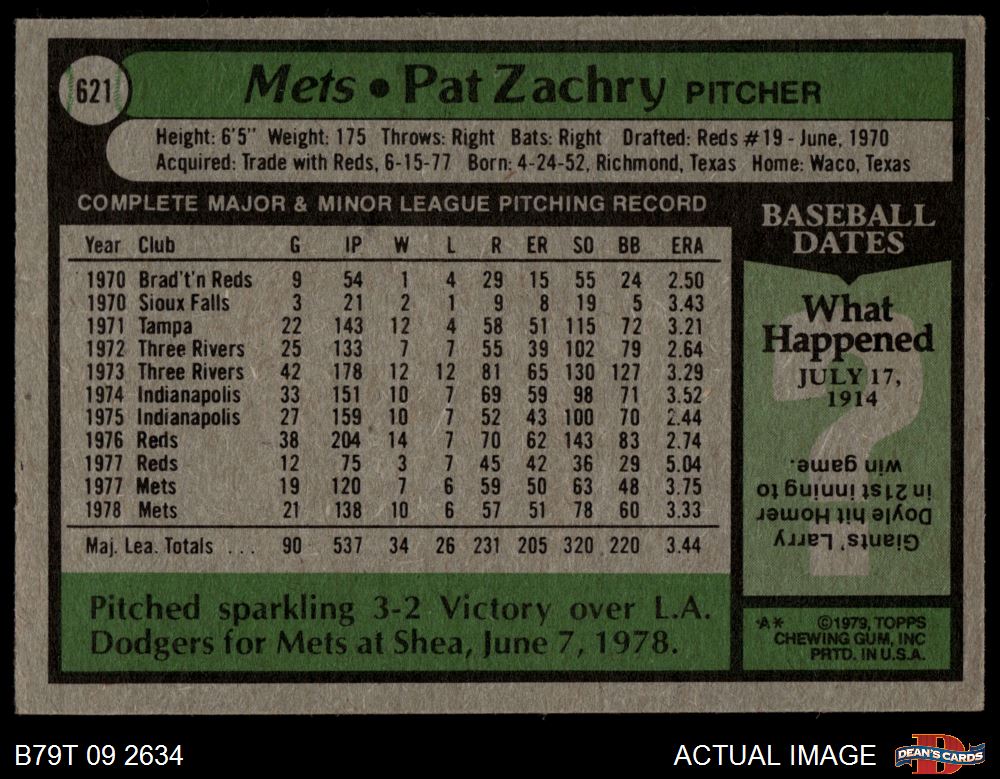 621
Mets • Pat Zachry PITCHER
Height: 6'5" Weight: 175 Throws: Right Bats: Right Drafted: Reds #19 - June, 1970
Acquired: Trade with Reds, 6-15-77 Born: 4-24-52, Richmond, Texas Home: Waco, Texas
COMPLETE MAJOR & MINOR LEAGUE PITCHING RECORD
Year Club G IP W L R ER SO BB ERA
1970 Brad't'n Reds 9 54 1 4 29 15 55 24 2.50
1970 Sioux Falls 3 21 2 1 9 8 19 5 3.43
1971 Tampa 22 143 12 4 58 51 115 72 3.21
1972 Three Rivers 25 133 7 7 55 39 102 79 2.64
1973 Three Rivers 42 178 12 12 81 65 130 127 3.29
1974 Indianapolis 33 151 10 7 69 59 98 71 3.52
1975 Indianapolis 27 159 10 7 52 43 100 70 2.44
1976 Reds 38 204 14 7 70 62 143 83 2.74
1977 Reds 12 75 3 7 45 42 36 29 5.04
1977 Mets 19 120 7 6 59 50 63 48 3.75
1978 Mets 21 138 10 6 57 51 78 60 3.33
Maj. Lea. Totals ... 90 537 34 26 231 205 320 220 3.44
Pitched sparkling 3-2 Victory over L.A.
Dodgers for Mets at Shea, June 7, 1978.
BASEBALL
DATES
What
Happened
JULY 17,
1914
?
Giants' Larry
Doyle hit Homer
in 21st inning to
win game.
*A* ©1979, TOPPS
CHEWING GUM, INC
PRTD. IN U.S.A.
B79T 09 2634
ACTUAL IMAGE
D
DEAN'S CARDS